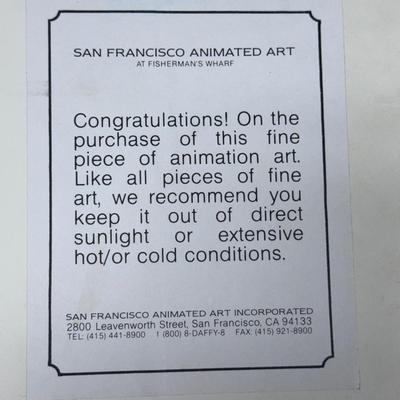 SAN FRANCISCO ANIMATED ART
AT FISHERMAN'S WHARF
Congratulations! On the
purchase of this fine
piece of animation art.
Like all pieces of fine
art, we recommend you
keep it out of direct
sunlight or extensive
hot/or cold conditions.
SAN FRANCISCO ANIMATED ART INCORPORATED
2800 Leavenworth Street, San Francisco, CA 94133
TEL: (415) 441-8900 1 (800) 8-DAFFY-8 FAX: (415) 921-8900